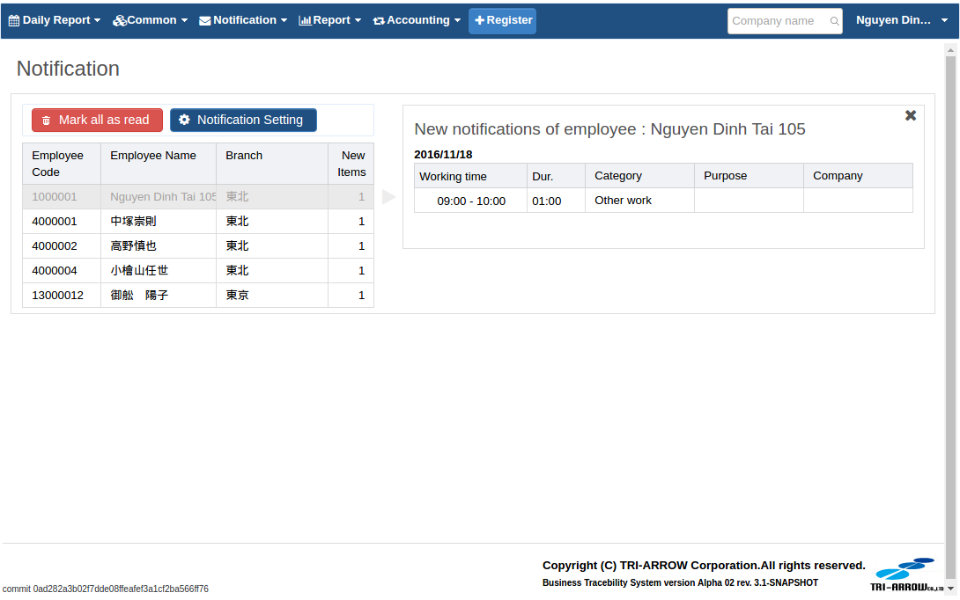 Daily Report Common Notification Report Accounting Register Company name Nguyen Din...
Notification
Mark all as read Notification Setting
Employee Code Employee Name Branch New Items
1000001 Nguyen Dinh Tai 105 東北 1
4000001 中塚崇則 東北 1
4000002 高野慎也 東北 1
4000004 小檜山任世 東北 1
13000012 御舩 陽子 東京 1
New notifications of employee : Nguyen Dinh Tai 105
2016/11/18
Working time Dur. Category Purpose Company
09:00 - 10:00 01:00 Other work
Copyright (C) TRI-ARROW Corporation.All rights reserved.
Business Tracebility System version Alpha 02 rev. 3.1-SNAPSHOT
TRI-ARROW CO.,LTD
commit 0ad282a3b02f7dde08ffeafef3a1cf2ba566ff76